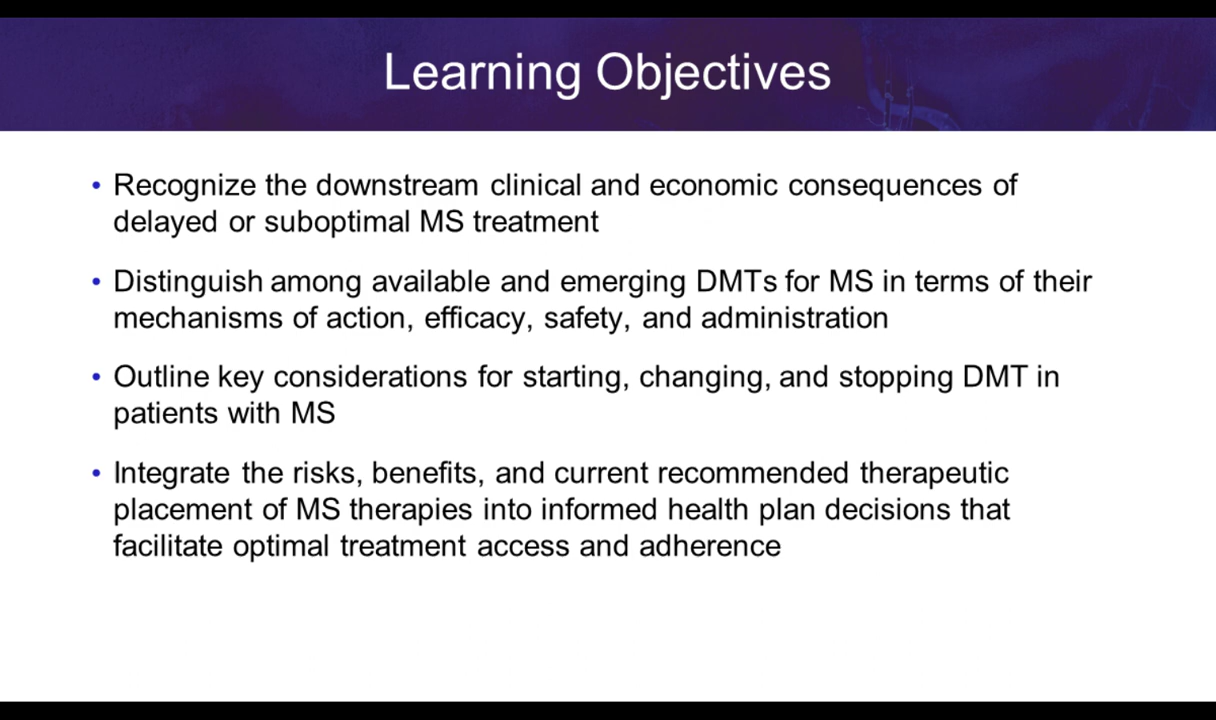 Learning Objectives
• Recognize the downstream clinical and economic consequences of
delayed or suboptimal MS treatment
• Distinguish among available and emerging DMTs for MS in terms of their
mechanisms of action, efficacy, safety, and administration
• Outline key considerations for starting, changing, and stopping DMT in
patients with MS
• Integrate the risks, benefits, and current recommended therapeutic
placement of MS therapies into informed health plan decisions that
facilitate optimal treatment access and adherence